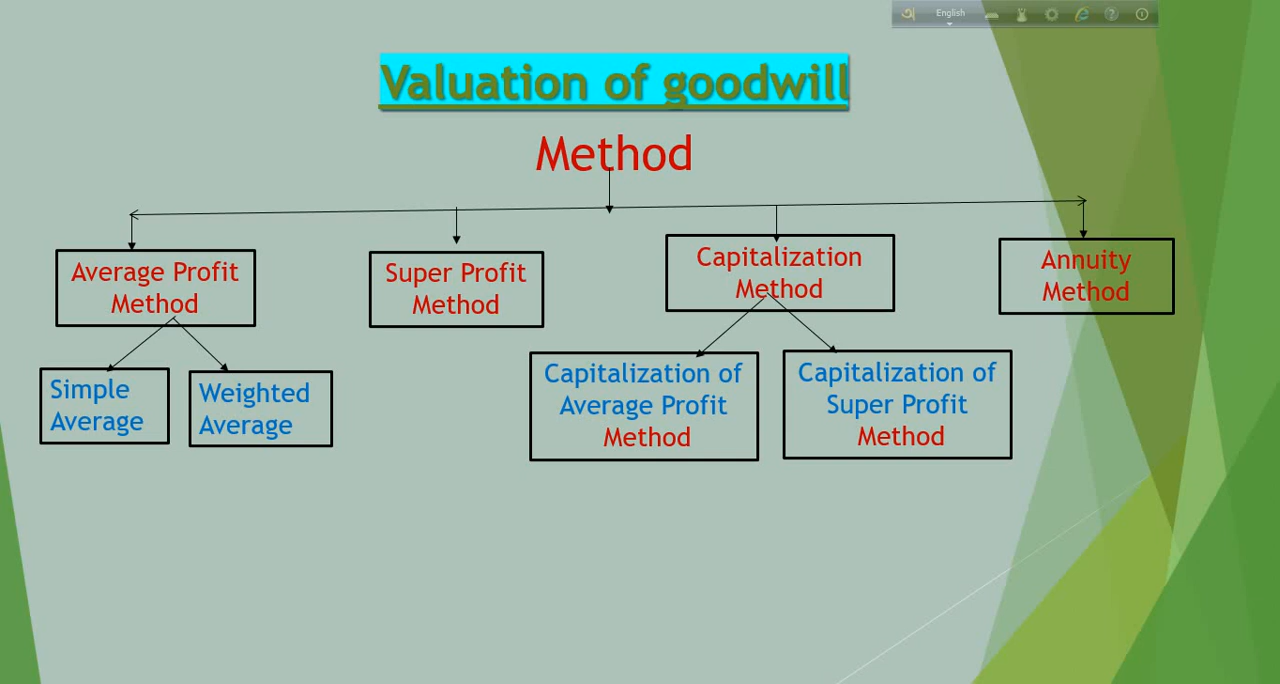 অ
English
Valuation of goodwill
Method
Average Profit
Method
Super Profit
Method
Capitalization
Method
Annuity
Method
Simple
Average
Weighted
Average
Capitalization of
Average Profit
Method
Capitalization of
Super Profit
Method